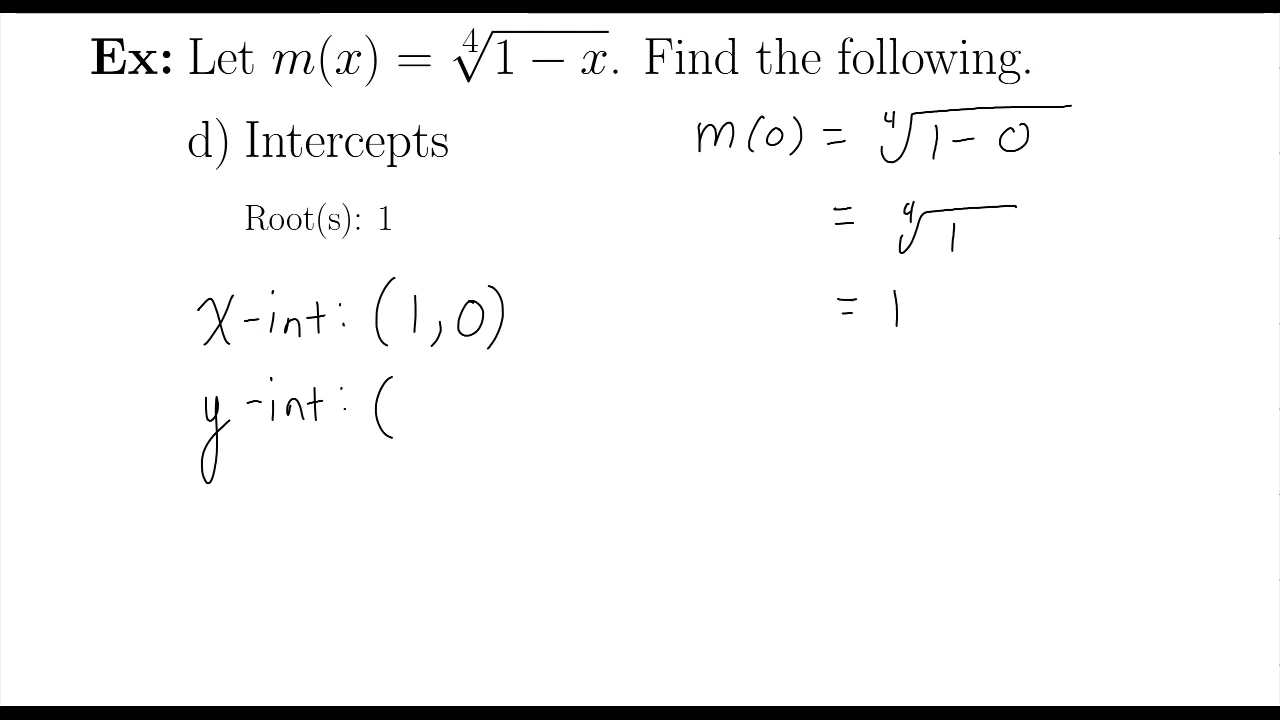 Ex: Let m(x) = ∜1 − x. Find the following.
d) Intercepts
Root(s): 1
x-int: (1,0)
y-int: (
m(0) = ∜1 - 0
= ∜1
= 1